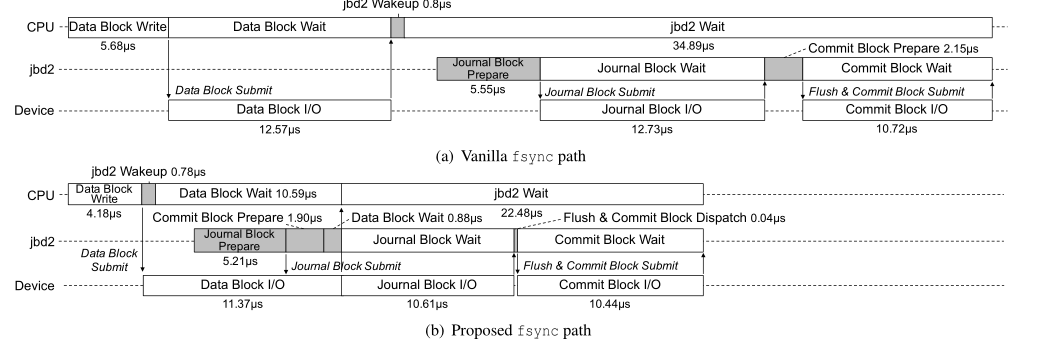 jbd2 Wakeup 0.8µs
CPU Data Block Write Data Block Wait jbd2 Wait
5.68µs 34.89µs
Commit Block Prepare 2.15µs
jbd2 Journal Block Prepare Journal Block Wait Commit Block Wait
5.55µs
Data Block Submit Journal Block Submit Flush & Commit Block Submit
Device Data Block I/O Journal Block I/O Commit Block I/O
12.57µs 12.73µs 10.72µs
(a) Vanilla fsync path
jbd2 Wakeup 0.78µs
CPU Data Block Write Data Block Wait 10.59µs jbd2 Wait
4.18µs 22.48µs
Commit Block Prepare 1.90µs Data Block Wait 0.88µs Flush & Commit Block Dispatch 0.04µs
jbd2 Journal Block Prepare Journal Block Wait Commit Block Wait
5.21µs
Data Block Submit Journal Block Submit Flush & Commit Block Submit
Device Data Block I/O Journal Block I/O Commit Block I/O
11.37µs 10.61µs 10.44µs
(b) Proposed fsync path